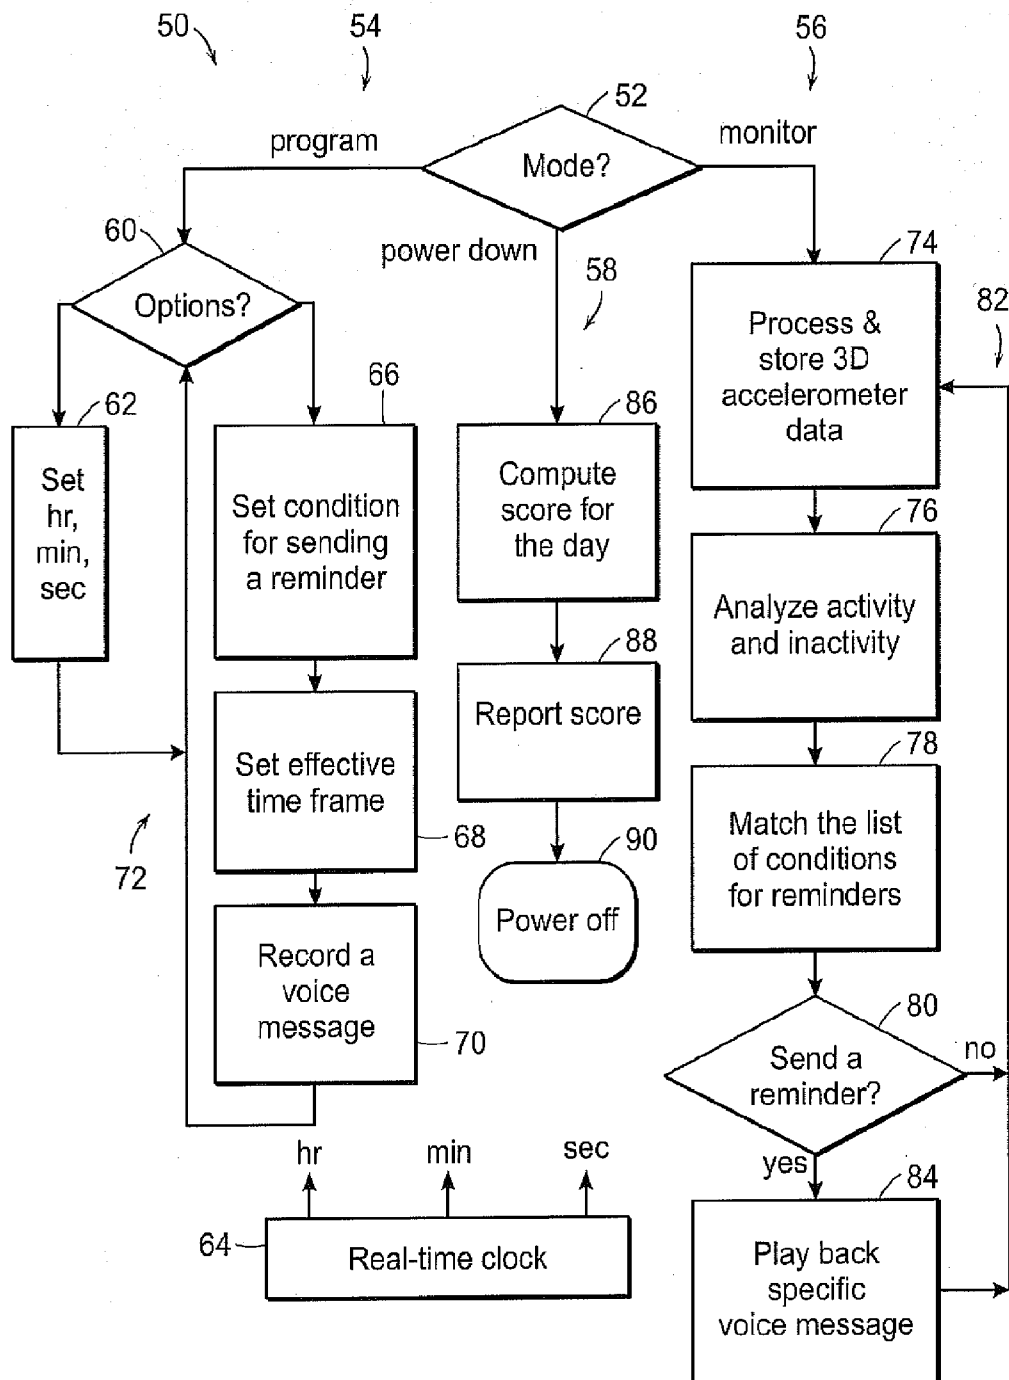 50
54
56
52
program
monitor
Mode?
60
power down
74
58
82
Options?
Process &
store 3D
accelerometer
data
62
66
86
Set
hr,
min,
sec
Set condition
for sending
a reminder
Compute
score for
the day
76
Analyze activity
and inactivity
88
Report score
Set effective
time frame
68
78
72
90
Match the list
of conditions
for reminders
Power off
Record a
voice
message
70
80
Send a
reminder?
no
hr
min
sec
yes
84
64
Real-time clock
Play back
specific
voice message